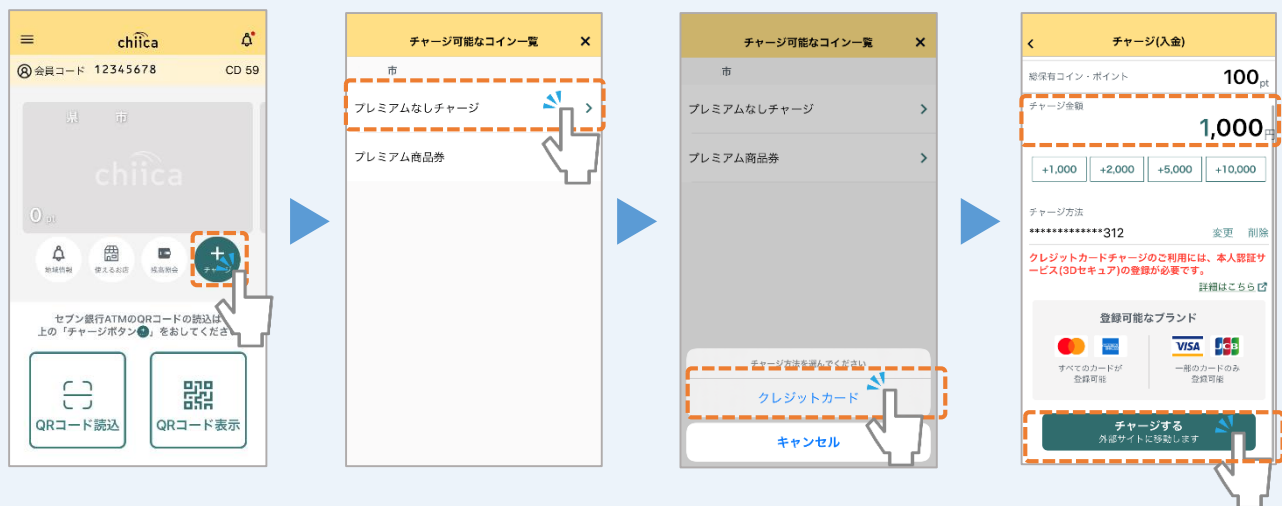 chiica
会員コード 12345678 CD 59
県 市
chiica
0 pt
地域情報 使えるお店 残高照会 チャージ
セブン銀行ATMのQRコードの読込は
上の「チャージボタン+」をおしてくださ
QRコード読込 QRコード表示
チャージ可能なコイン一覧 ×
市
プレミアムなしチャージ
プレミアム商品券
チャージ可能なコイン一覧 ×
市
プレミアムなしチャージ
プレミアム商品券
チャージ方法を選んでください
クレジットカード
キャンセル
チャージ(入金)
総保有コイン・ポイント 100pt
チャージ金額
1,000円
+1,000 +2,000 +5,000 +10,000
チャージ方法
*************312 変更 削除
クレジットカードチャージのご利用には、本人認証サ
ービス(3Dセキュア)の登録が必要です。
詳細はこちら
登録可能なブランド
VISA JCB
すべてのカードが 一部のカードのみ
登録可能 登録可能
チャージする
外部サイトに移動します